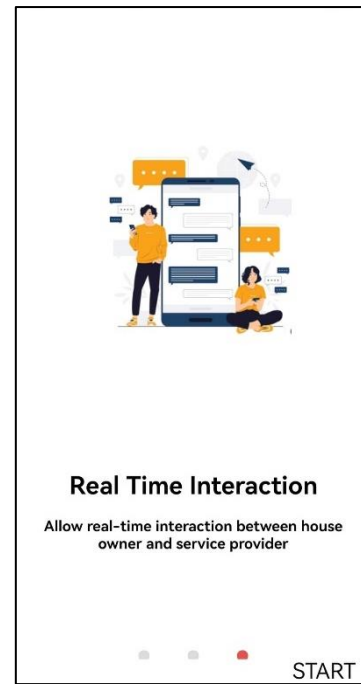 Real Time Interaction
Allow real-time interaction between house
owner and service provider
START